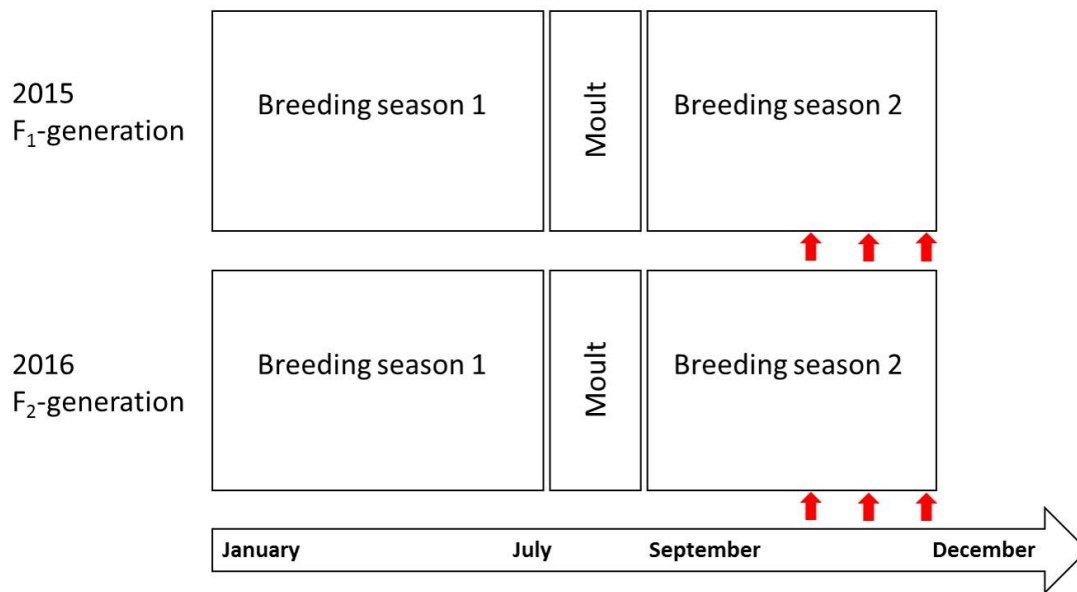 2015
F₁-generation
Breeding season 1
Moult
Breeding season 2
2016
F₂-generation
Breeding season 1
Moult
Breeding season 2
January July September December